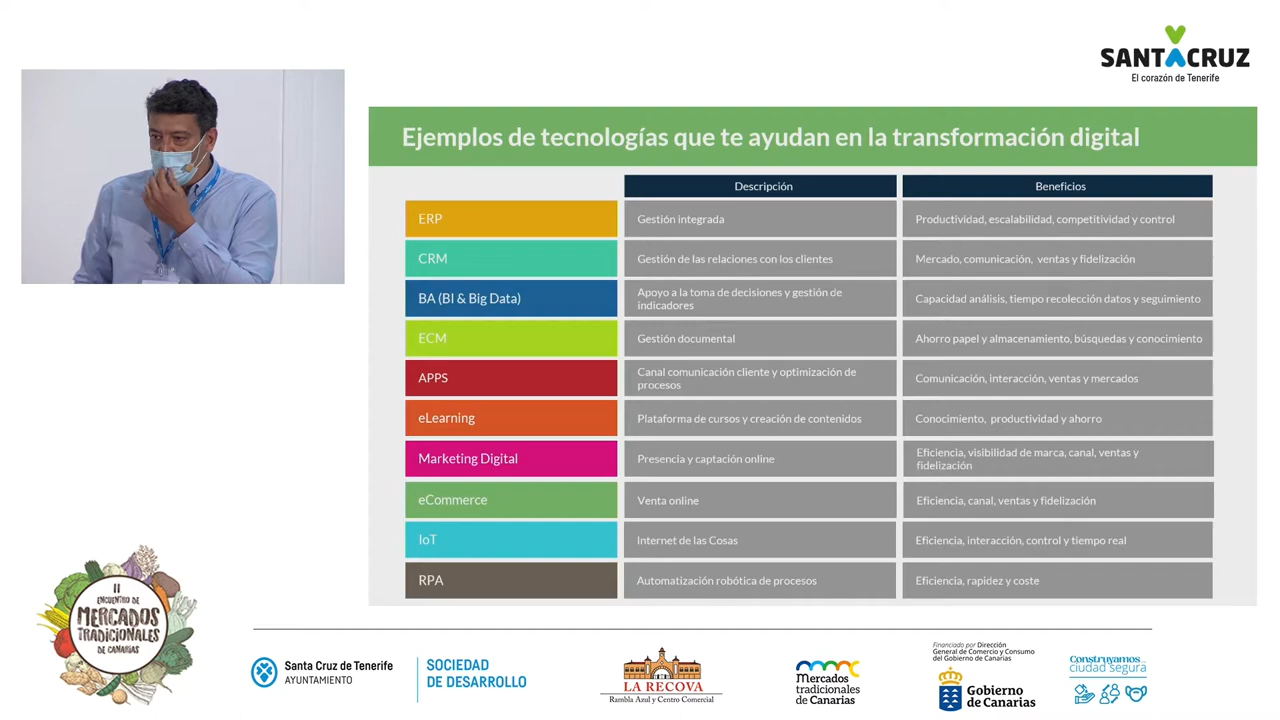 SANTACRUZ
El corazón de Tenerife
Ejemplos de tecnologías que te ayudan en la transformación digital
Descripción
Beneficios
ERP
Gestión integrada
Productividad, escalabilidad, competitividad y control
CRM
Gestión de las relaciones con los clientes
Mercado, comunicación, ventas y fidelización
BA (BI & Big Data)
Apoyo a la toma de decisiones y gestión de
indicadores
Capacidad análisis, tiempo recolección datos y seguimiento
ECM
Gestión documental
Ahorro papel y almacenamiento, búsquedas y conocimiento
APPS
Canal comunicación cliente y optimización de
procesos
Comunicación, interacción, ventas y mercados
eLearning
Plataforma de cursos y creación de contenidos
Conocimiento, productividad y ahorro
Marketing Digital
Presencia y captación online
Eficiencia, visibilidad de marca, canal, ventas y
fidelización
eCommerce
Venta online
Eficiencia, canal, ventas y fidelización
IoT
Internet de las Cosas
Eficiencia, interacción, control y tiempo real
RPA
Automatización robótica de procesos
Eficiencia, rapidez y coste
II
ENCUENTRO DE
MERCADOS
TRADICIONALES
DE CANARIAS
Santa Cruz de Tenerife
AYUNTAMIENTO
SOCIEDAD
DE DESARROLLO
LA RECOVA
Rambla Azul y Centro Comercial
Mercados
tradicionales
de Canarias
Financiado por Dirección
General de Comercio y Consumo
del Gobierno de Canarias
Gobierno
de Canarias
Construyamos
ciudad segura